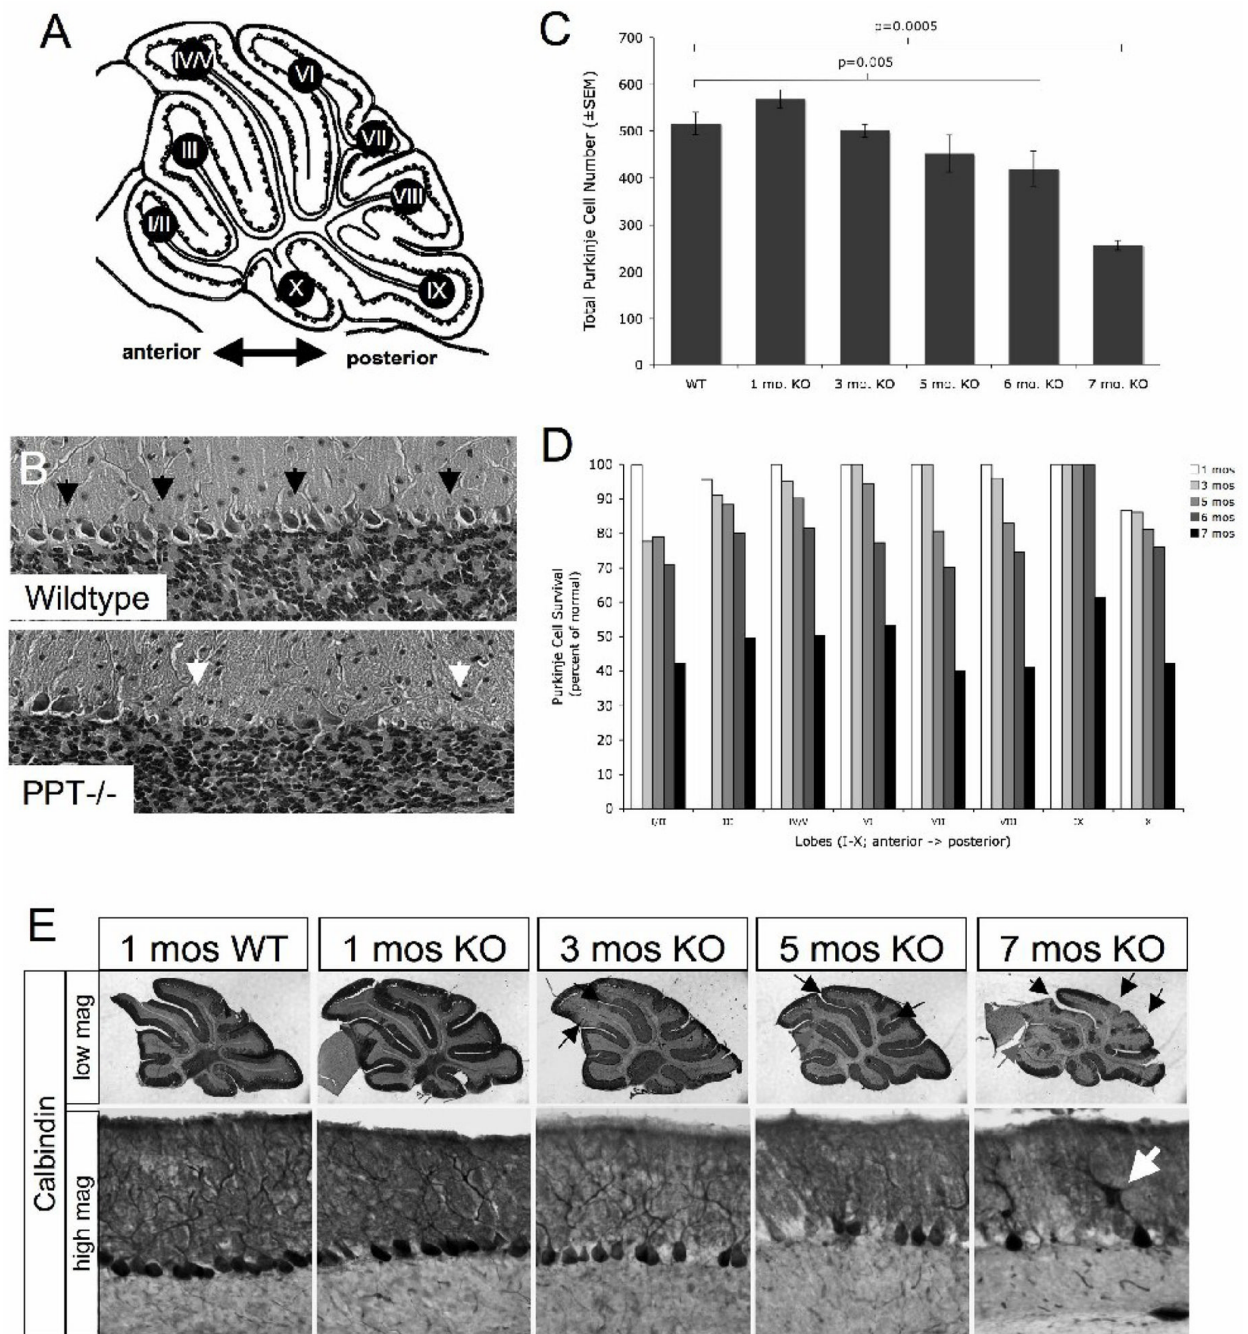 A
IV/V
VI
III
VII
VIII
I/II
X
IX
anterior
posterior
B
Wildtype
PPT-/-
C
p=0.0005
p=0.005
Total Purkinje Cell Number (±SEM)
700
600
500
400
300
200
100
0
WT
1 mo. KO
3 mo. KO
5 mo. KO
6 mo. KO
7 mo. KO
D
Purkinje Cell Survival
(percent of normal)
100
90
80
70
60
50
40
30
20
10
0
1 mos
3 mos
5 mos
6 mos
7 mos
I/II
III
IV/V
VI
VII
VIII
IX
X
Lobes (I-X; anterior -> posterior)
E
1 mos WT
1 mos KO
3 mos KO
5 mos KO
7 mos KO
Calbindin
low mag
high mag